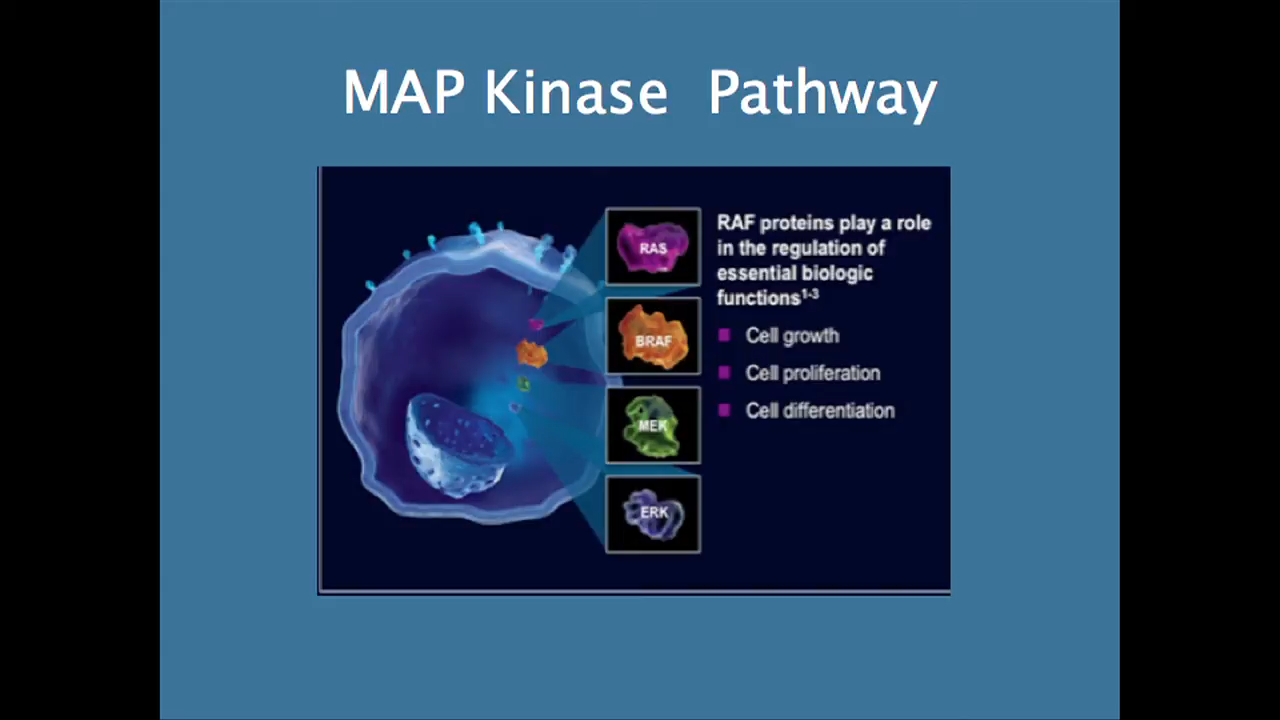 MAP Kinase Pathway
RAS
BRAF
MEK
ERK
RAF proteins play a role
in the regulation of
essential biologic
functions¹⁻³
Cell growth
Cell proliferation
Cell differentiation